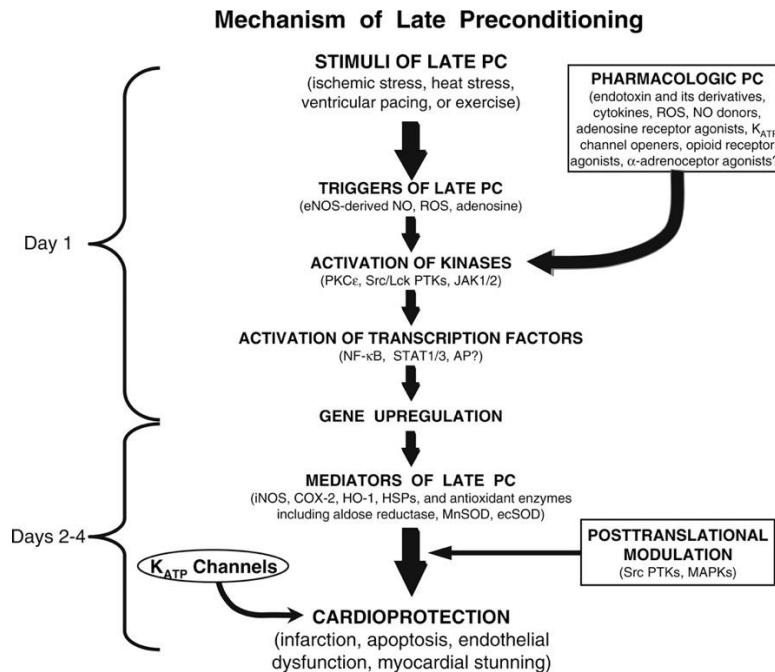 Mechanism of Late Preconditioning
STIMULI OF LATE PC
(ischemic stress, heat stress,
ventricular pacing, or exercise)
PHARMACOLOGIC PC
(endotoxin and its derivatives,
cytokines, ROS, NO donors,
adenosine receptor agonists, KATP
channel openers, opioid receptor
agonists, α-adrenoceptor agonists?)
TRIGGERS OF LATE PC
(eNOS-derived NO, ROS, adenosine)
Day 1
ACTIVATION OF KINASES
(PKCε, Src/Lck PTKs, JAK1/2)
ACTIVATION OF TRANSCRIPTION FACTORS
(NF-κB, STAT1/3, AP?)
GENE UPREGULATION
MEDIATORS OF LATE PC
(iNOS, COX-2, HO-1, HSPs, and antioxidant enzymes
including aldose reductase, MnSOD, ecSOD)
Days 2-4
POSTTRANSLATIONAL
MODULATION
(Src PTKs, MAPKs)
KATP Channels
CARDIOPROTECTION
(infarction, apoptosis, endothelial
dysfunction, myocardial stunning)